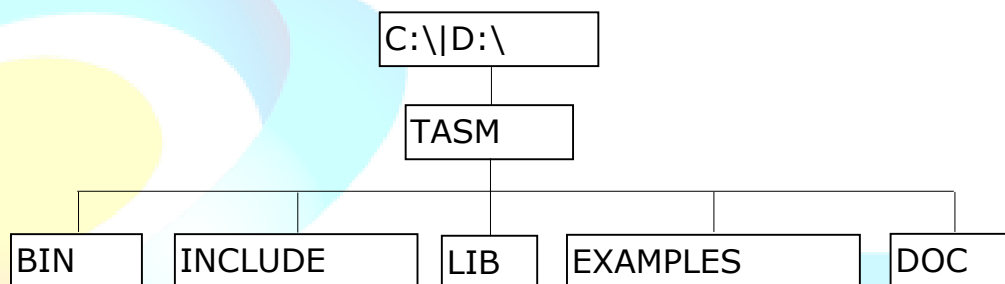 C:\|D:\
TASM
BIN INCLUDE LIB EXAMPLES DOC